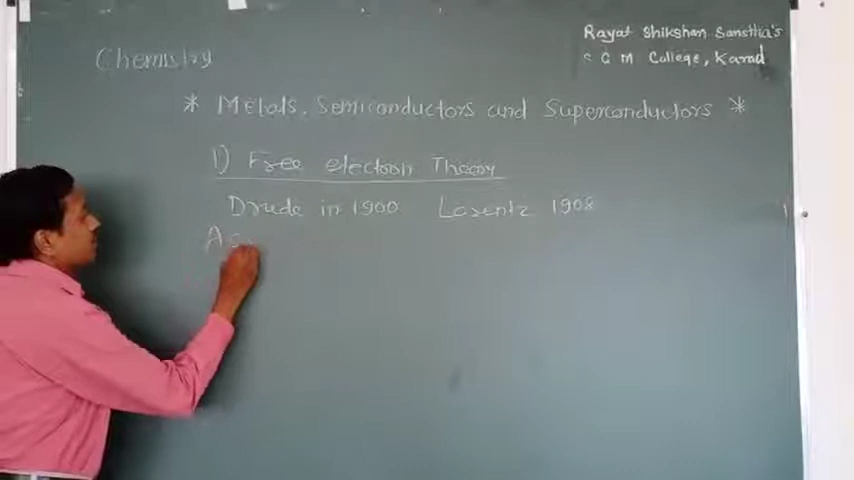 Rayat Shikshan Sanstha's
S G M College, Karad
Chemistry
* Metals, Semiconductors and Superconductors *
1) Free electron Theory
Drude in 1900 Lorentz 1908
As